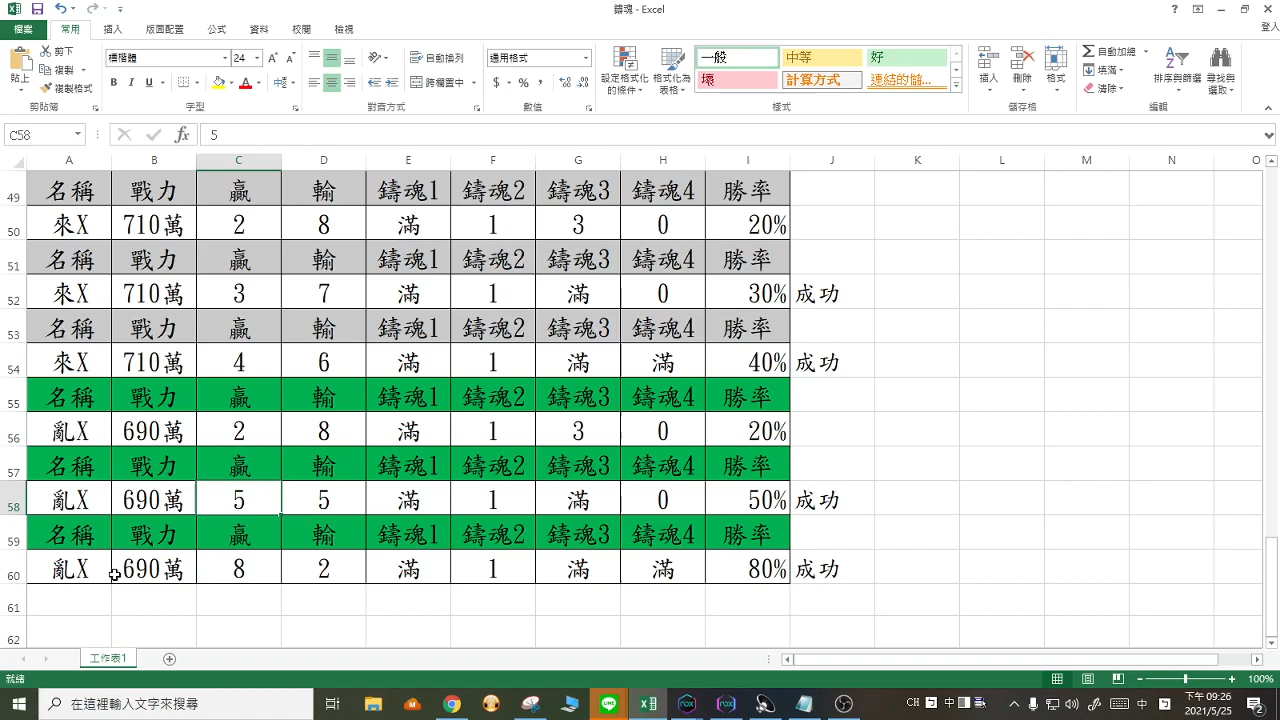 鑄魂 - Excel
檔案 常用 插入 版面配置 公式 資料 校閱 檢視 登入
貼上 剪下 複製 複製格式 剪貼簿
標楷體 24 B I U A 字型
自動換列 跨欄置中 對齊方式
通用格式 $ % , 數值
設定格式化的條件 格式化為表格 一般 中等 好 壞 計算方式 連結的儲... 樣式
插入 刪除 格式 儲存格
自動加總 填滿 清除 排序與篩選 尋找與選取 編輯
C58 fx 5
A B C D E F G H I J K L M N O
49 名稱 戰力 贏 輸 鑄魂1 鑄魂2 鑄魂3 鑄魂4 勝率
50 來X 710萬 2 8 滿 1 3 0 20%
51 名稱 戰力 贏 輸 鑄魂1 鑄魂2 鑄魂3 鑄魂4 勝率
52 來X 710萬 3 7 滿 1 滿 0 30% 成功
53 名稱 戰力 贏 輸 鑄魂1 鑄魂2 鑄魂3 鑄魂4 勝率
54 來X 710萬 4 6 滿 1 滿 滿 40% 成功
55 名稱 戰力 贏 輸 鑄魂1 鑄魂2 鑄魂3 鑄魂4 勝率
56 亂X 690萬 2 8 滿 1 3 0 20%
57 名稱 戰力 贏 輸 鑄魂1 鑄魂2 鑄魂3 鑄魂4 勝率
58 亂X 690萬 5 5 滿 1 滿 0 50% 成功
59 名稱 戰力 贏 輸 鑄魂1 鑄魂2 鑄魂3 鑄魂4 勝率
60 亂X 690萬 8 2 滿 1 滿 滿 80% 成功
61
62
工作表1
就緒 100%
在這裡輸入文字來搜尋 LINE 中 下午 09:26
2021/5/25